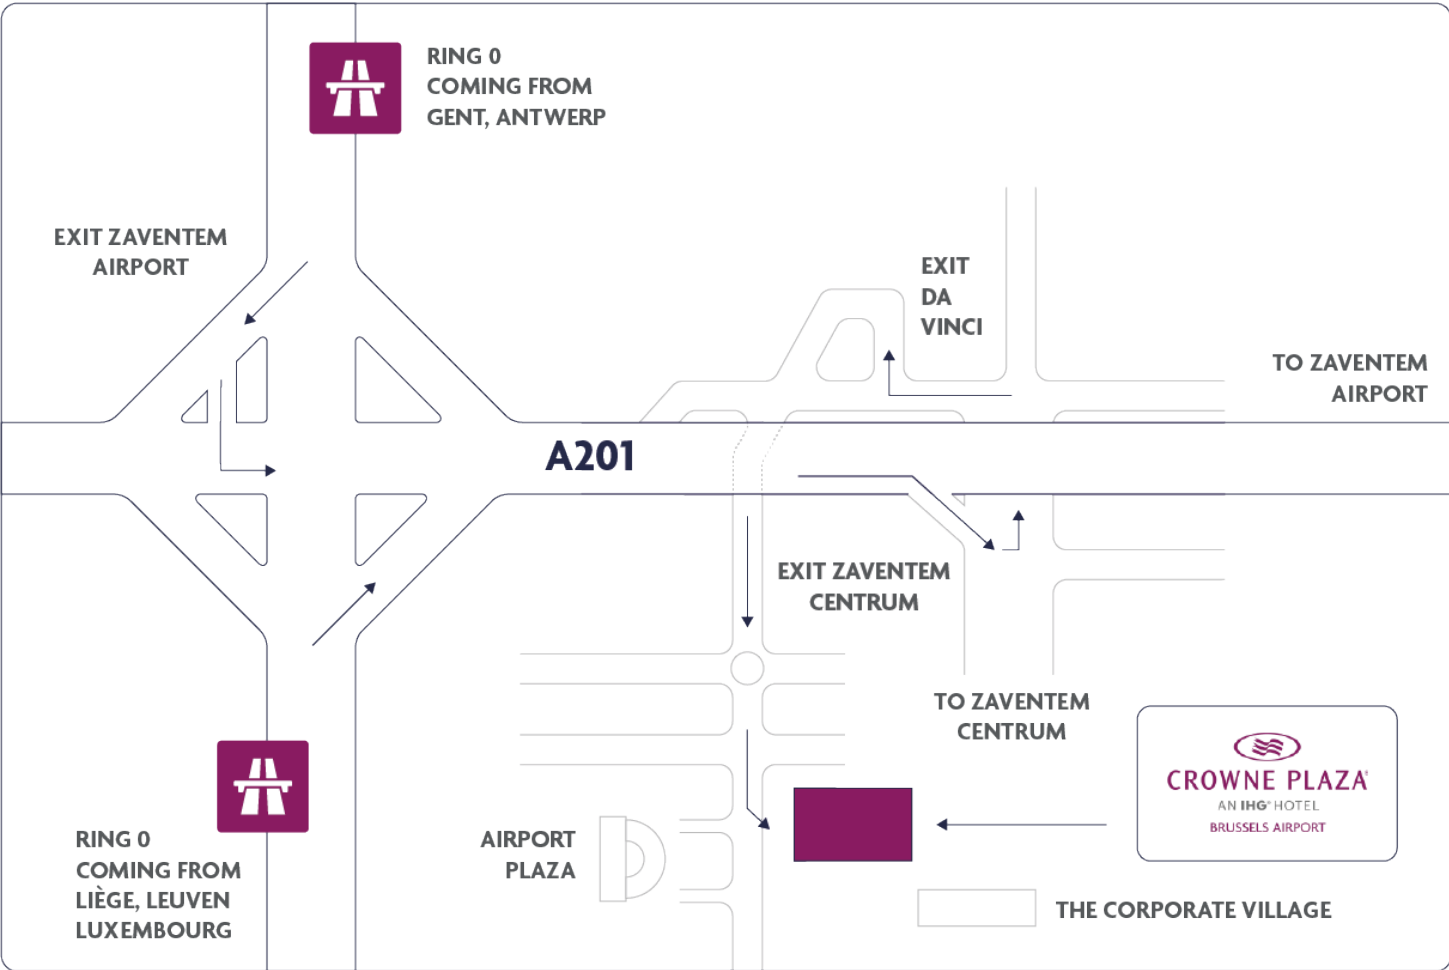 RING 0
COMING FROM
GENT, ANTWERP
EXIT ZAVENTEM
AIRPORT
EXIT
DA
VINCI
TO ZAVENTEM
AIRPORT
A201
EXIT ZAVENTEM
CENTRUM
TO ZAVENTEM
CENTRUM
CROWNE PLAZA
AN IHG® HOTEL
BRUSSELS AIRPORT
RING 0
COMING FROM
LIÈGE, LEUVEN
LUXEMBOURG
AIRPORT
PLAZA
THE CORPORATE VILLAGE